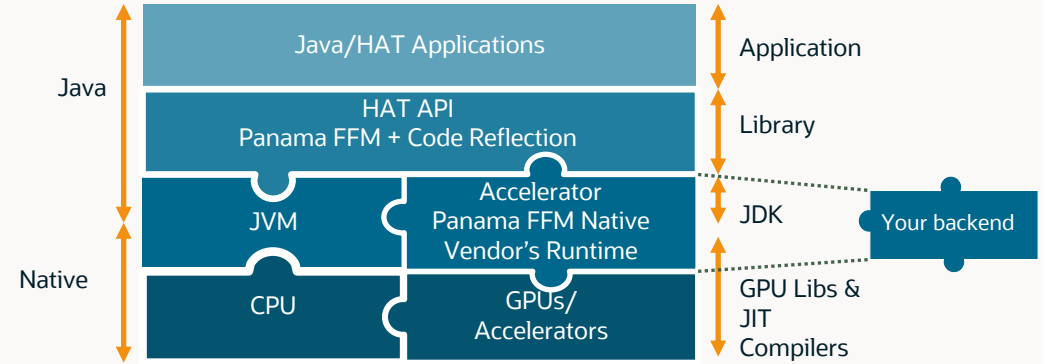 Java/HAT Applications
Application
Java
HAT API
Panama FFM + Code Reflection
Library
JVM
Accelerator
Panama FFM Native
Vendor's Runtime
JDK
Your backend
Native
CPU
GPUs/
Accelerators
GPU Libs &
JIT
Compilers